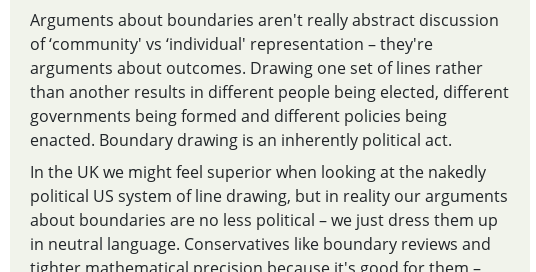 Arguments about boundaries aren't really abstract discussion
of ‘community' vs ‘individual' representation – they're
arguments about outcomes. Drawing one set of lines rather
than another results in different people being elected, different
governments being formed and different policies being
enacted. Boundary drawing is an inherently political act.
In the UK we might feel superior when looking at the nakedly
political US system of line drawing, but in reality our arguments
about boundaries are no less political – we just dress them up
in neutral language. Conservatives like boundary reviews and
tighter mathematical precision because it's good for them –